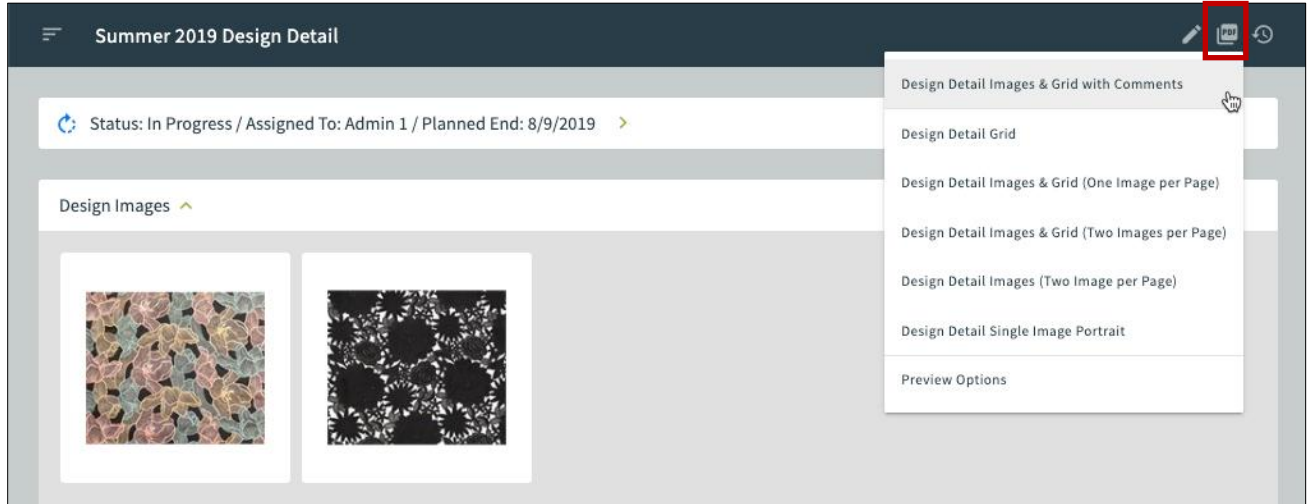 Summer 2019 Design Detail
PDF
Design Detail Images & Grid with Comments
Status: In Progress / Assigned To: Admin 1 / Planned End: 8/9/2019
Design Detail Grid
Design Detail Images & Grid (One Image per Page)
Design Images
Design Detail Images & Grid (Two Images per Page)
Design Detail Images (Two Image per Page)
Design Detail Single Image Portrait
Preview Options